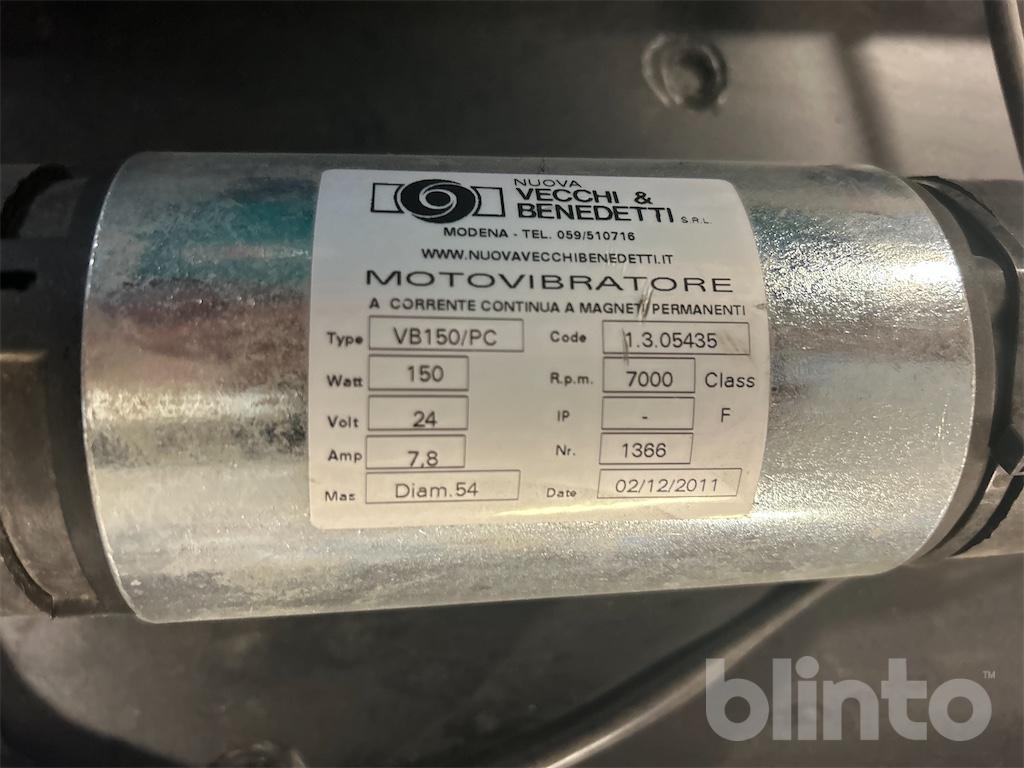 NUOVA
VECCHI &
BENEDETTI S.R.L.
MODENA - TEL. 059/510716
WWW.NUOVAVECCHIBENEDETTI.IT
MOTOVIBRATORE
A CORRENTE CONTINUA A MAGNETI PERMANENTI
Type VB150/PC Code 1.3.05435
Watt 150 R.p.m. 7000 Class
Volt 24 IP - F
Amp 7,8 Nr. 1366
Mas Diam.54 Date 02/12/2011
blinto™